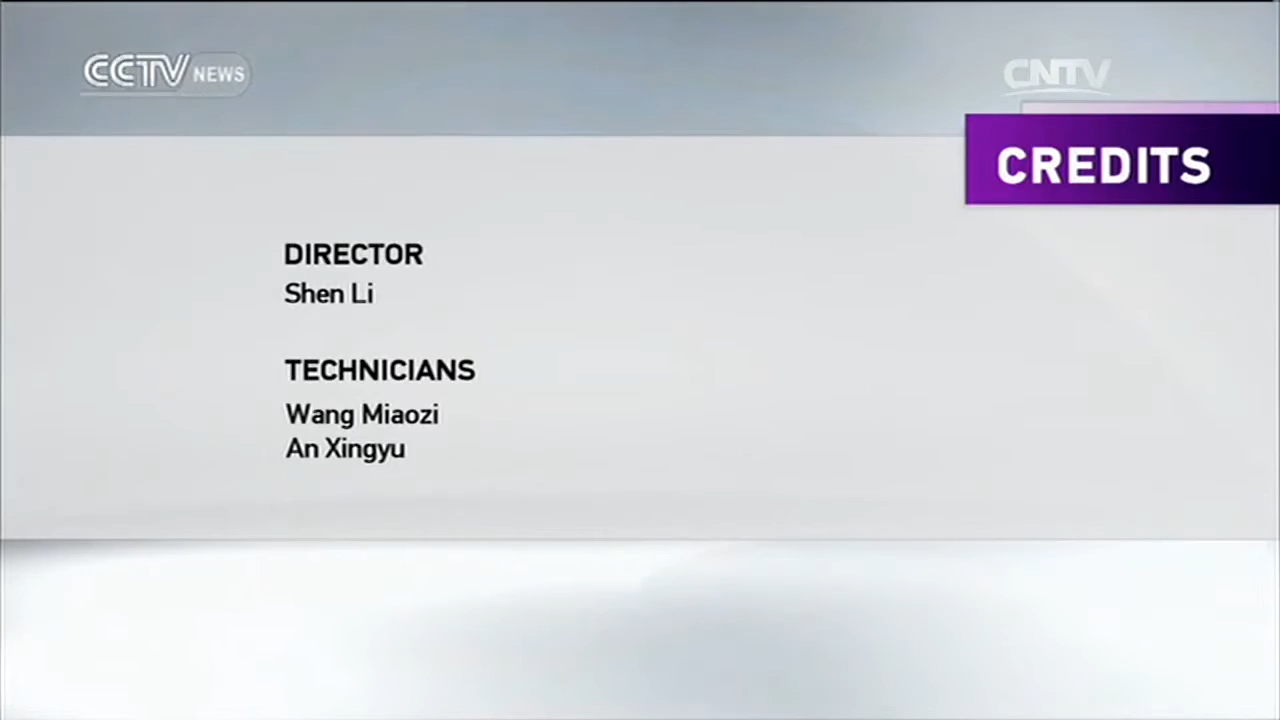 CCTV NEWS
CNTV
CREDITS
DIRECTOR
Shen Li
TECHNICIANS
Wang Miaozi
An Xingyu